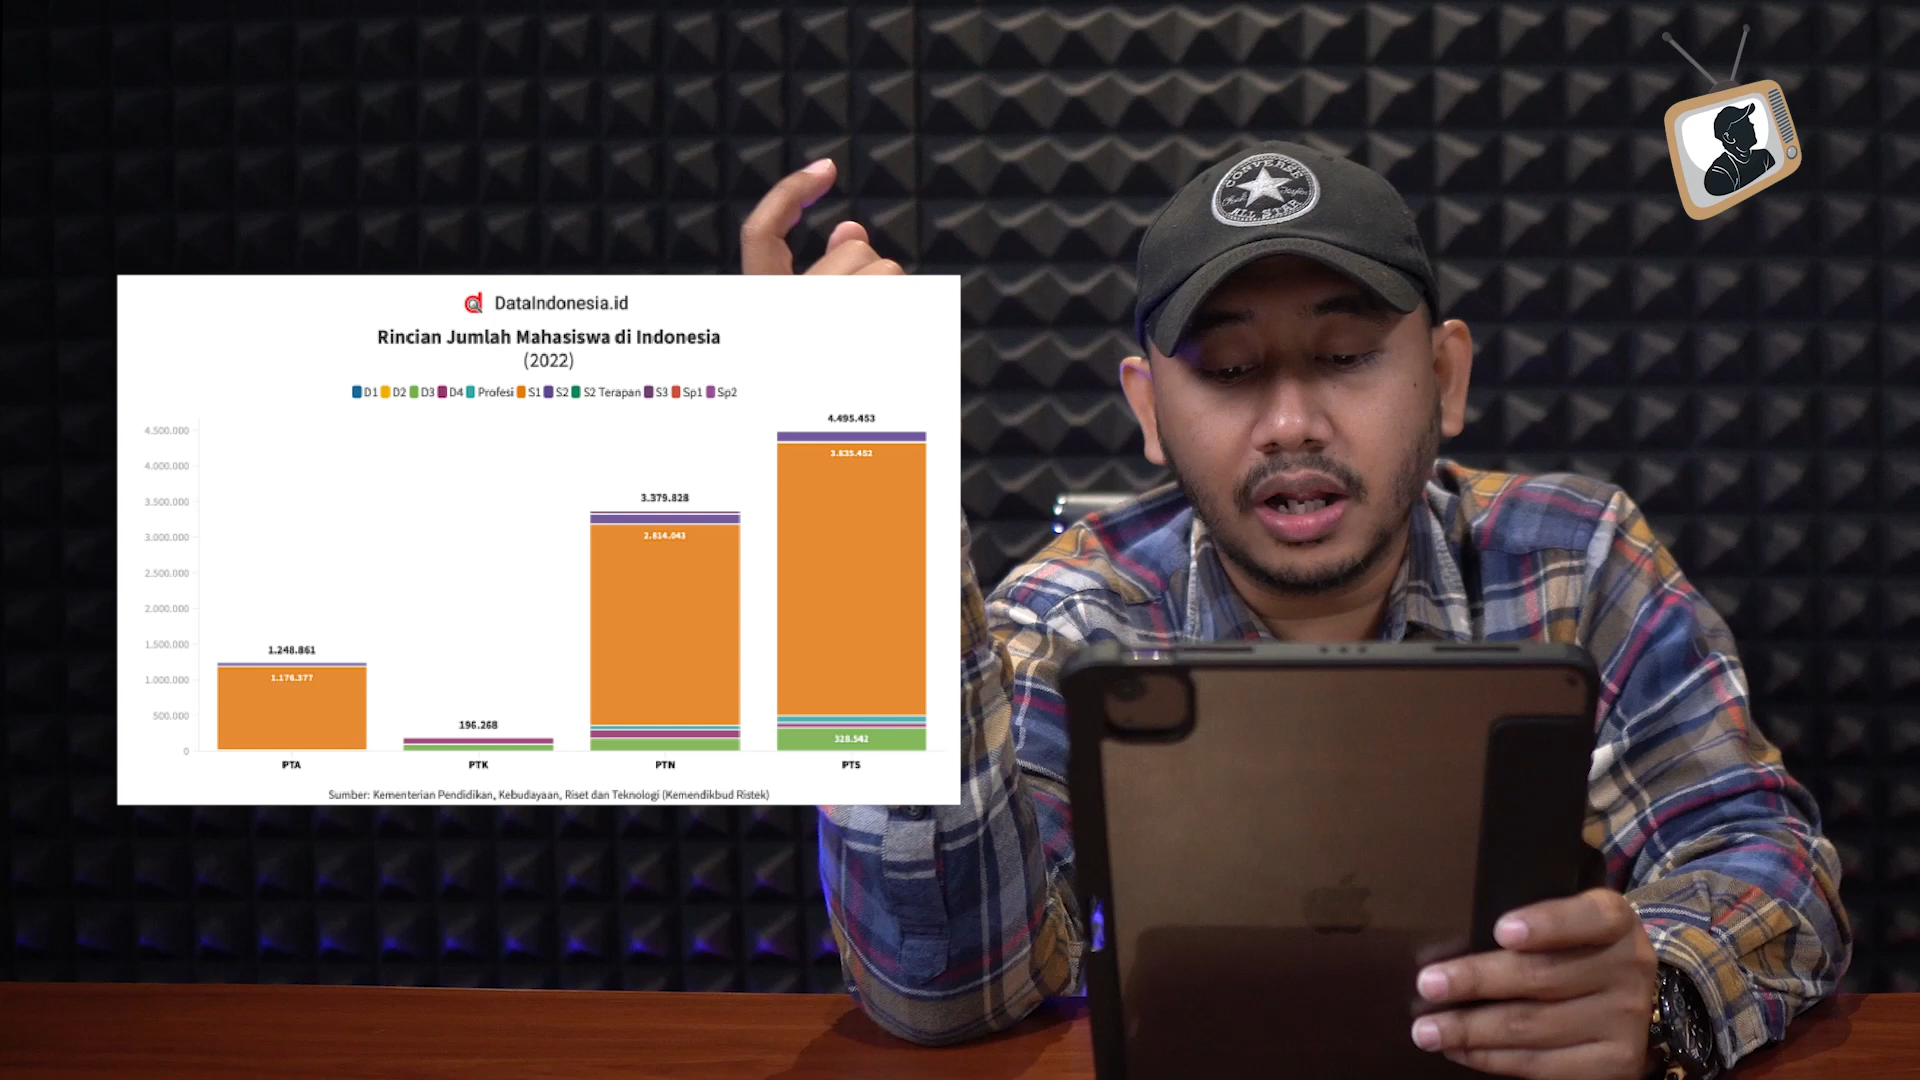 CONVERSE
ALL STAR
DataIndonesia.id
Rincian Jumlah Mahasiswa di Indonesia
(2022)
D1 D2 D3 D4 Profesi S1 S2 S2 Terapan S3 Sp1 Sp2
4.500.000
4.000.000
3.500.000
3.000.000
2.500.000
2.000.000
1.500.000
1.000.000
500.000
0
1.248.861
1.176.377
196.268
3.379.828
2.814.043
4.495.453
3.835.452
328.542
PTA PTK PTN PTS
Sumber: Kementerian Pendidikan, Kebudayaan, Riset dan Teknologi (Kemendikbud Ristek)